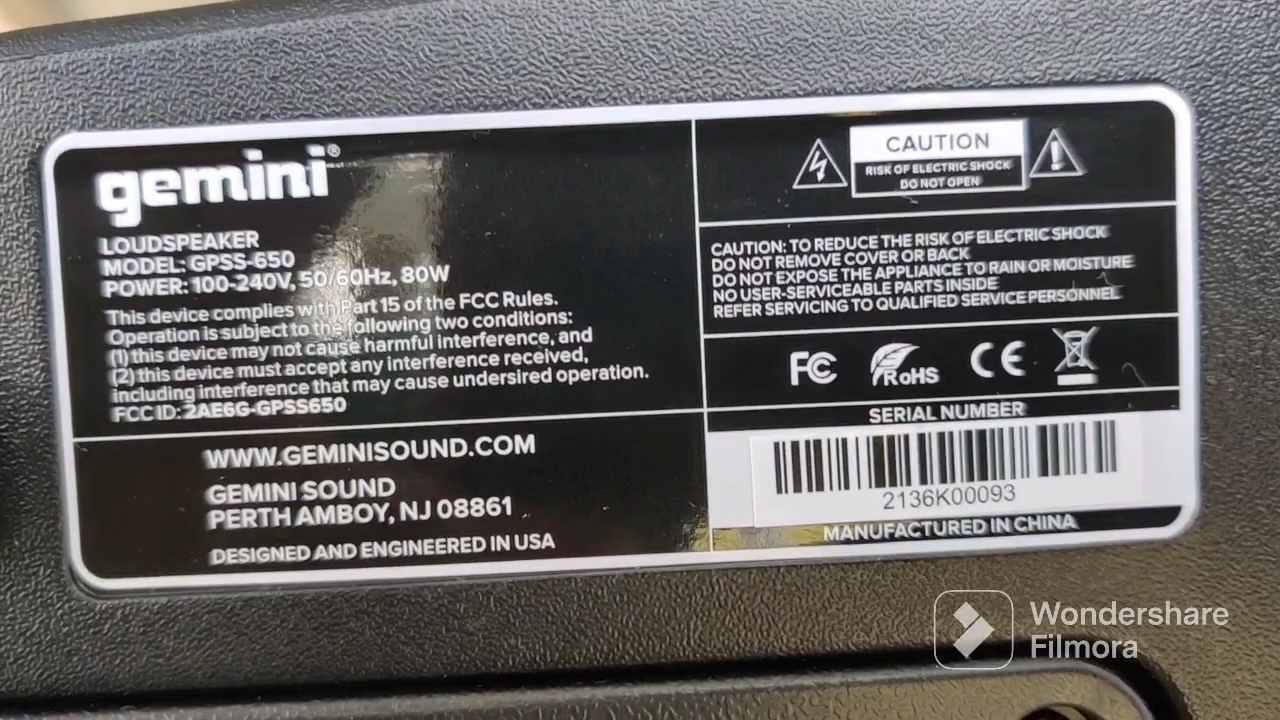 gemini®
LOUDSPEAKER
MODEL: GPSS-650
POWER: 100-240V, 50/60Hz, 80W
This device complies with Part 15 of the FCC Rules.
Operation is subject to the following two conditions:
(1) this device may not cause harmful interference, and
(2) this device must accept any interference received,
including interference that may cause undersired operation.
FCC ID: 2AE6G-GPSS650
WWW.GEMINISOUND.COM
GEMINI SOUND
PERTH AMBOY, NJ 08861
DESIGNED AND ENGINEERED IN USA
CAUTION
RISK OF ELECTRIC SHOCK
DO NOT OPEN
CAUTION: TO REDUCE THE RISK OF ELECTRIC SHOCK
DO NOT REMOVE COVER OR BACK
DO NOT EXPOSE THE APPLIANCE TO RAIN OR MOISTURE
NO USER-SERVICEABLE PARTS INSIDE
REFER SERVICING TO QUALIFIED SERVICE PERSONNEL
FC RoHS CE
SERIAL NUMBER
2136K00093
MANUFACTURED IN CHINA
Wondershare
Filmora